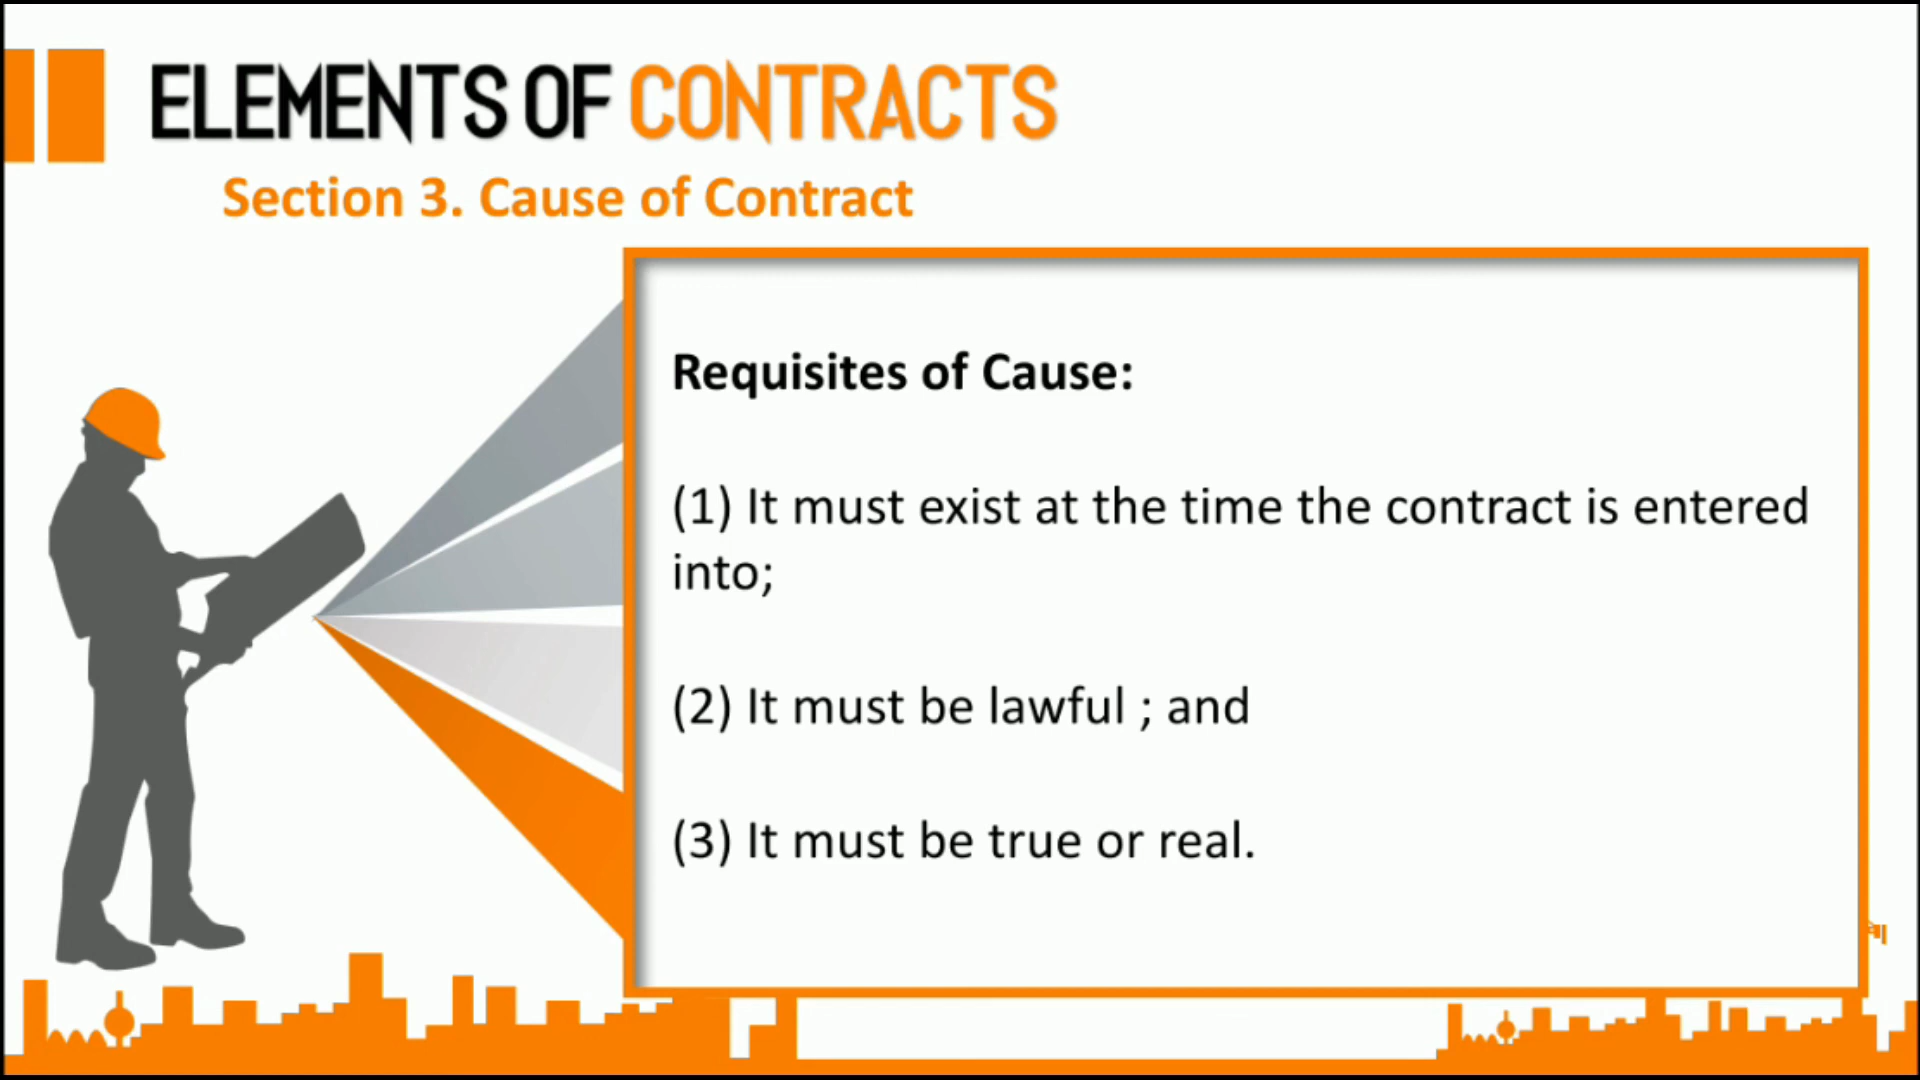 ELEMENTS OF CONTRACTS
Section 3. Cause of Contract
Requisites of Cause:
(1) It must exist at the time the contract is entered
into;
(2) It must be lawful ; and
(3) It must be true or real.